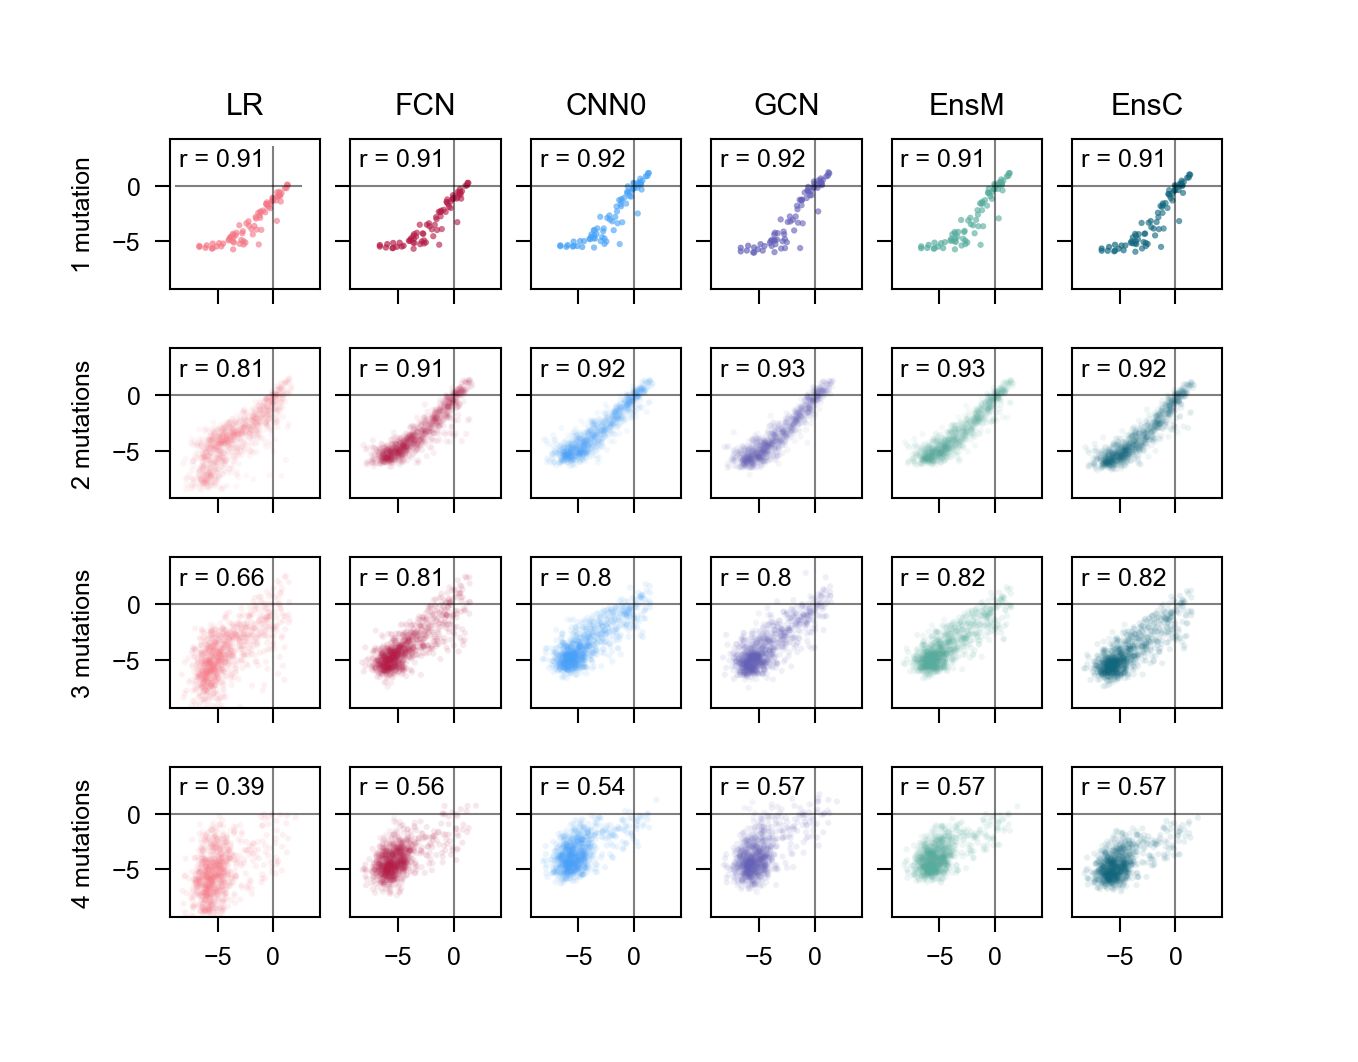 LR FCN CNN0 GCN EnsM EnsC
1 mutation
0
−5
r = 0.91 r = 0.91 r = 0.92 r = 0.92 r = 0.91 r = 0.91
2 mutations
0
−5
r = 0.81 r = 0.91 r = 0.92 r = 0.93 r = 0.93 r = 0.92
3 mutations
0
−5
r = 0.66 r = 0.81 r = 0.8 r = 0.8 r = 0.82 r = 0.82
4 mutations
0
−5
r = 0.39 r = 0.56 r = 0.54 r = 0.57 r = 0.57 r = 0.57
−5 0 −5 0 −5 0 −5 0 −5 0 −5 0